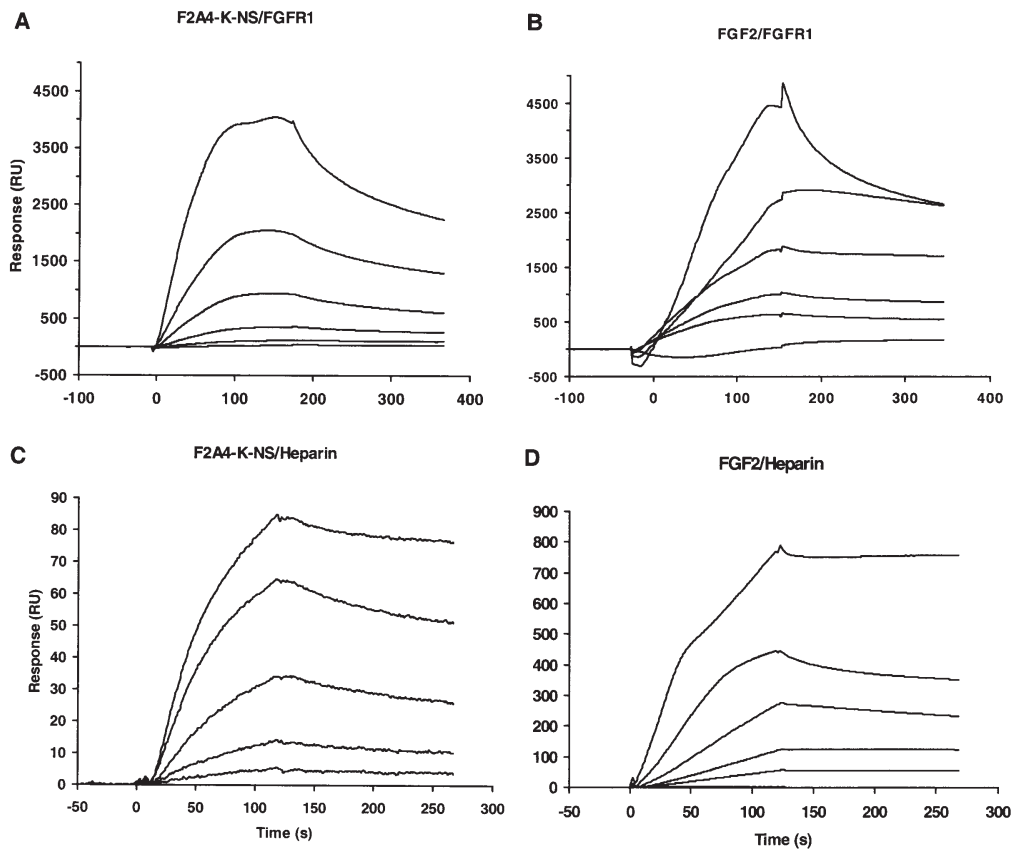 A
F2A4-K-NS/FGFR1
Response (RU)
4500
3500
2500
1500
500
-500
-100 0 100 200 300 400
B
FGF2/FGFR1
4500
3500
2500
1500
500
-500
-100 0 100 200 300 400
C
F2A4-K-NS/Heparin
Response (RU)
90
80
70
60
50
40
30
20
10
0
-50 0 50 100 150 200 250 300
Time (s)
D
FGF2/Heparin
900
800
700
600
500
400
300
200
100
0
-50 0 50 100 150 200 250 300
Time (s)